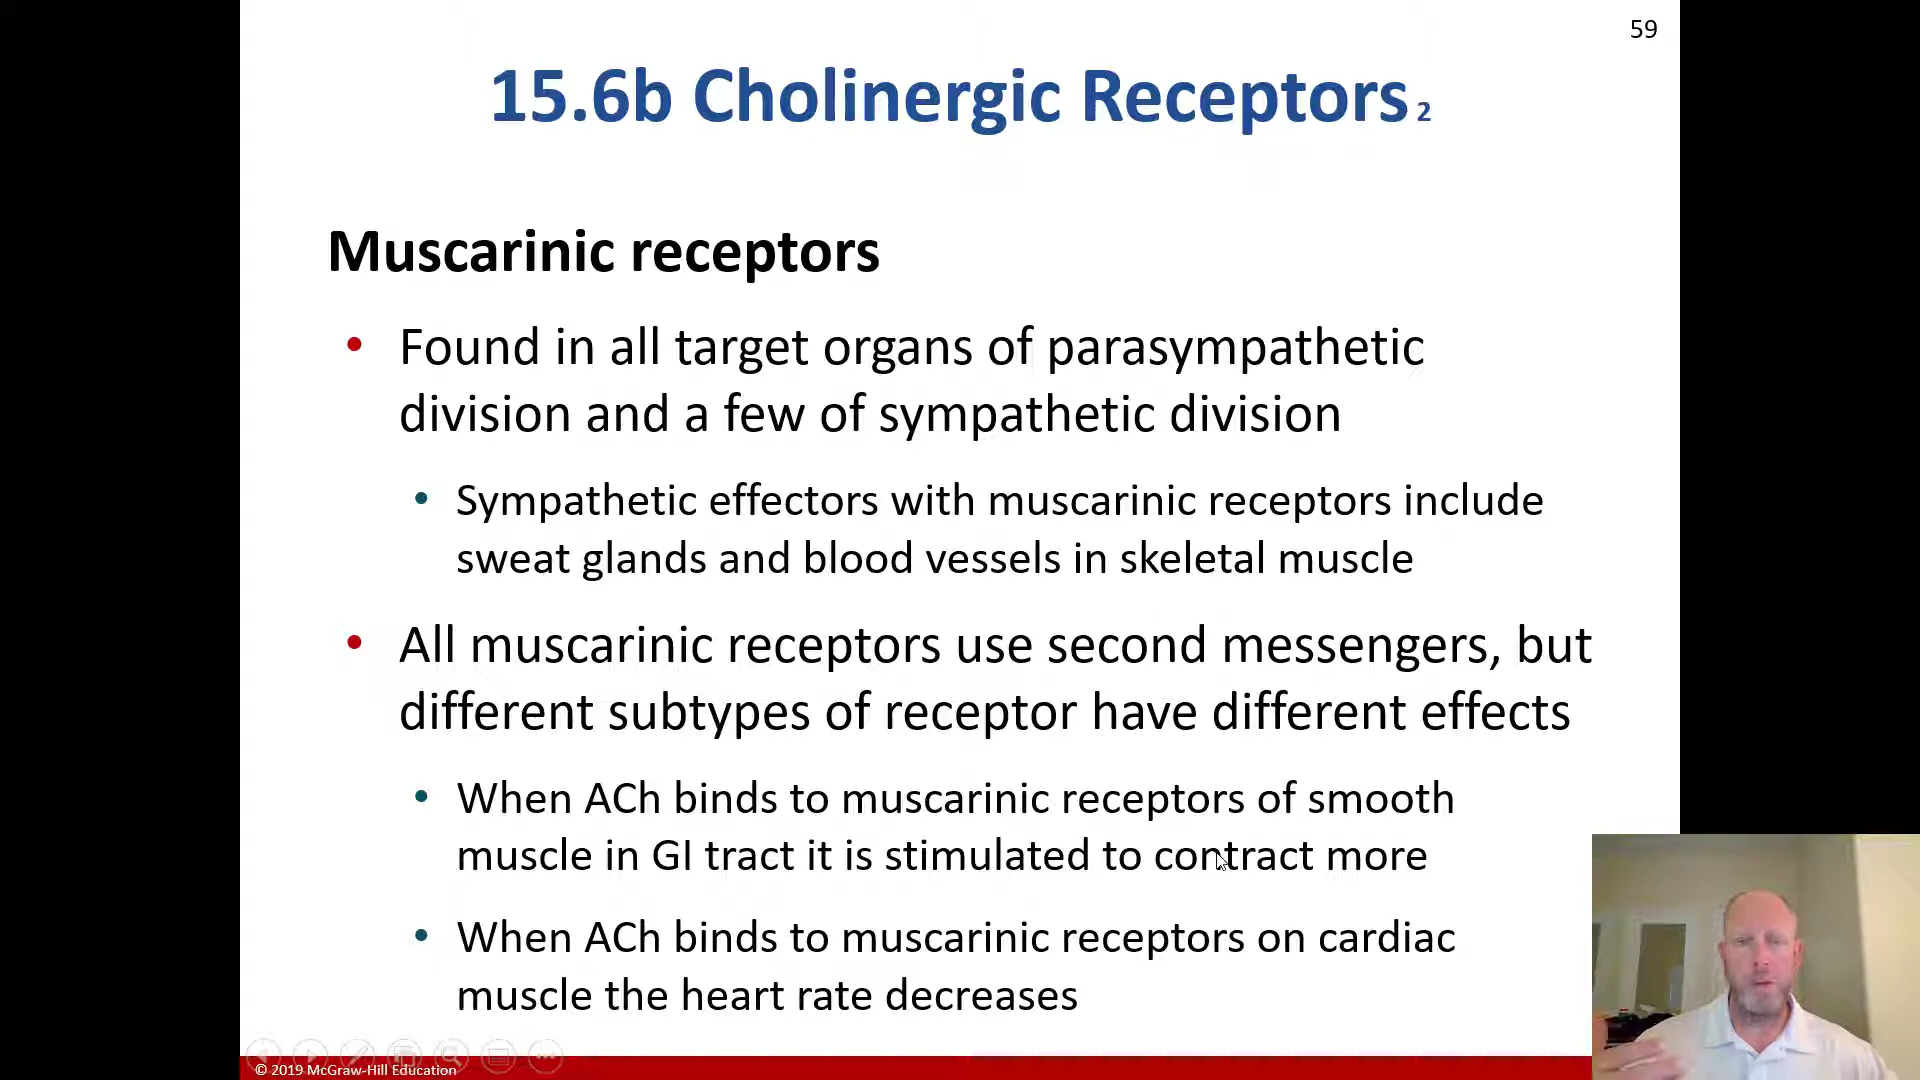 59
15.6b Cholinergic Receptors 2
Muscarinic receptors
• Found in all target organs of parasympathetic
division and a few of sympathetic division
• Sympathetic effectors with muscarinic receptors include
sweat glands and blood vessels in skeletal muscle
• All muscarinic receptors use second messengers, but
different subtypes of receptor have different effects
• When ACh binds to muscarinic receptors of smooth
muscle in GI tract it is stimulated to contract more
• When ACh binds to muscarinic receptors on cardiac
muscle the heart rate decreases
© 2019 McGraw-Hill Education